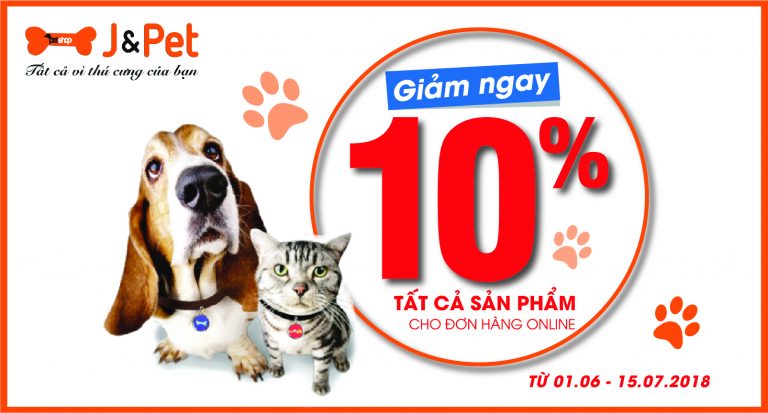 petshop
J&Pet
Tất cả vì thú cưng của bạn
Giảm ngay
10%
TẤT CẢ SẢN PHẨM
CHO ĐƠN HÀNG ONLINE
TỪ 01.06 - 15.07.2018